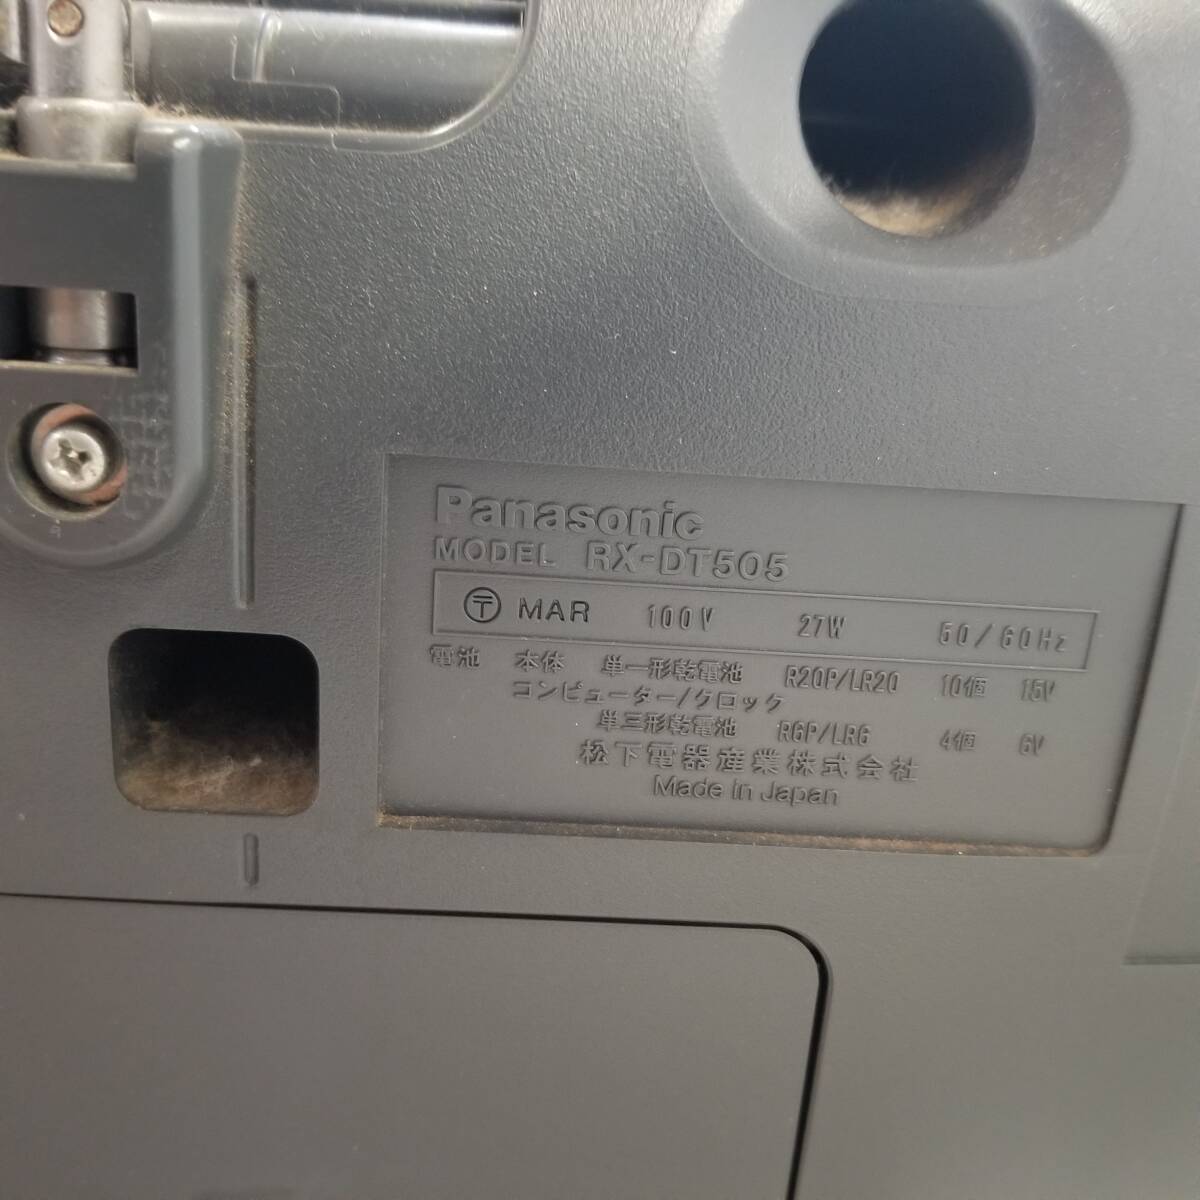 Panasonic
MODEL RX-DT505
〒 MAR 100V 27W 50/60Hz
電池 本体 単一形乾電池 R20P/LR20 10個 15V
コンピューター/クロック
単三形乾電池 R6P/LR6 4個 6V
松下電器産業株式会社
Made in Japan